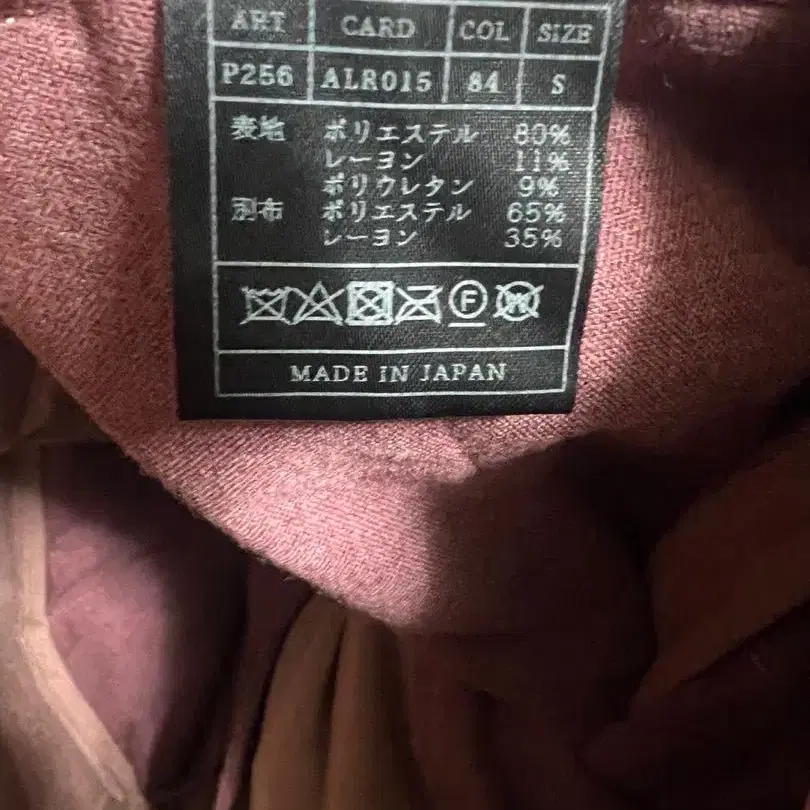 ART CARD COL SIZE
P256 ALR015 84 S
表地 ポリエステル 80%
レーヨン 11%
ポリウレタン 9%
別布 ポリエステル 65%
レーヨン 35%
F W
MADE IN JAPAN